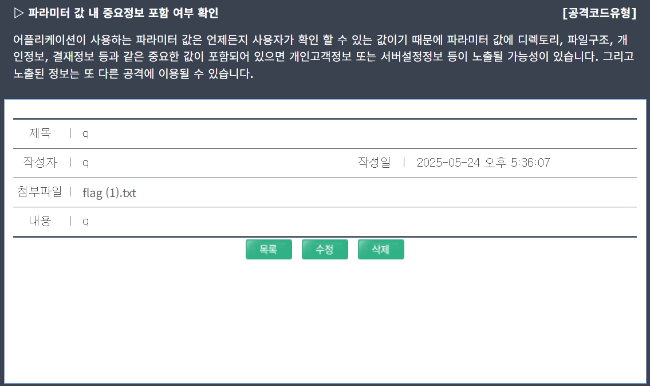 ▷ 파라미터 값 내 중요정보 포함 여부 확인 [공격코드유형]
어플리케이션이 사용하는 파라미터 값은 언제든지 사용자가 확인 할 수 있는 값이기 때문에 파라미터 값에 디렉토리, 파일구조, 개
인정보, 결재정보 등과 같은 중요한 값이 포함되어 있으면 개인고객정보 또는 서버설정정보 등이 노출될 가능성이 있습니다. 그리고
노출된 정보는 또 다른 공격에 이용될 수 있습니다.
제목 | q
작성자 | q 작성일 | 2025-05-24 오후 5:36:07
첨부파일 | flag (1).txt
내용 | q
목록 수정 삭제